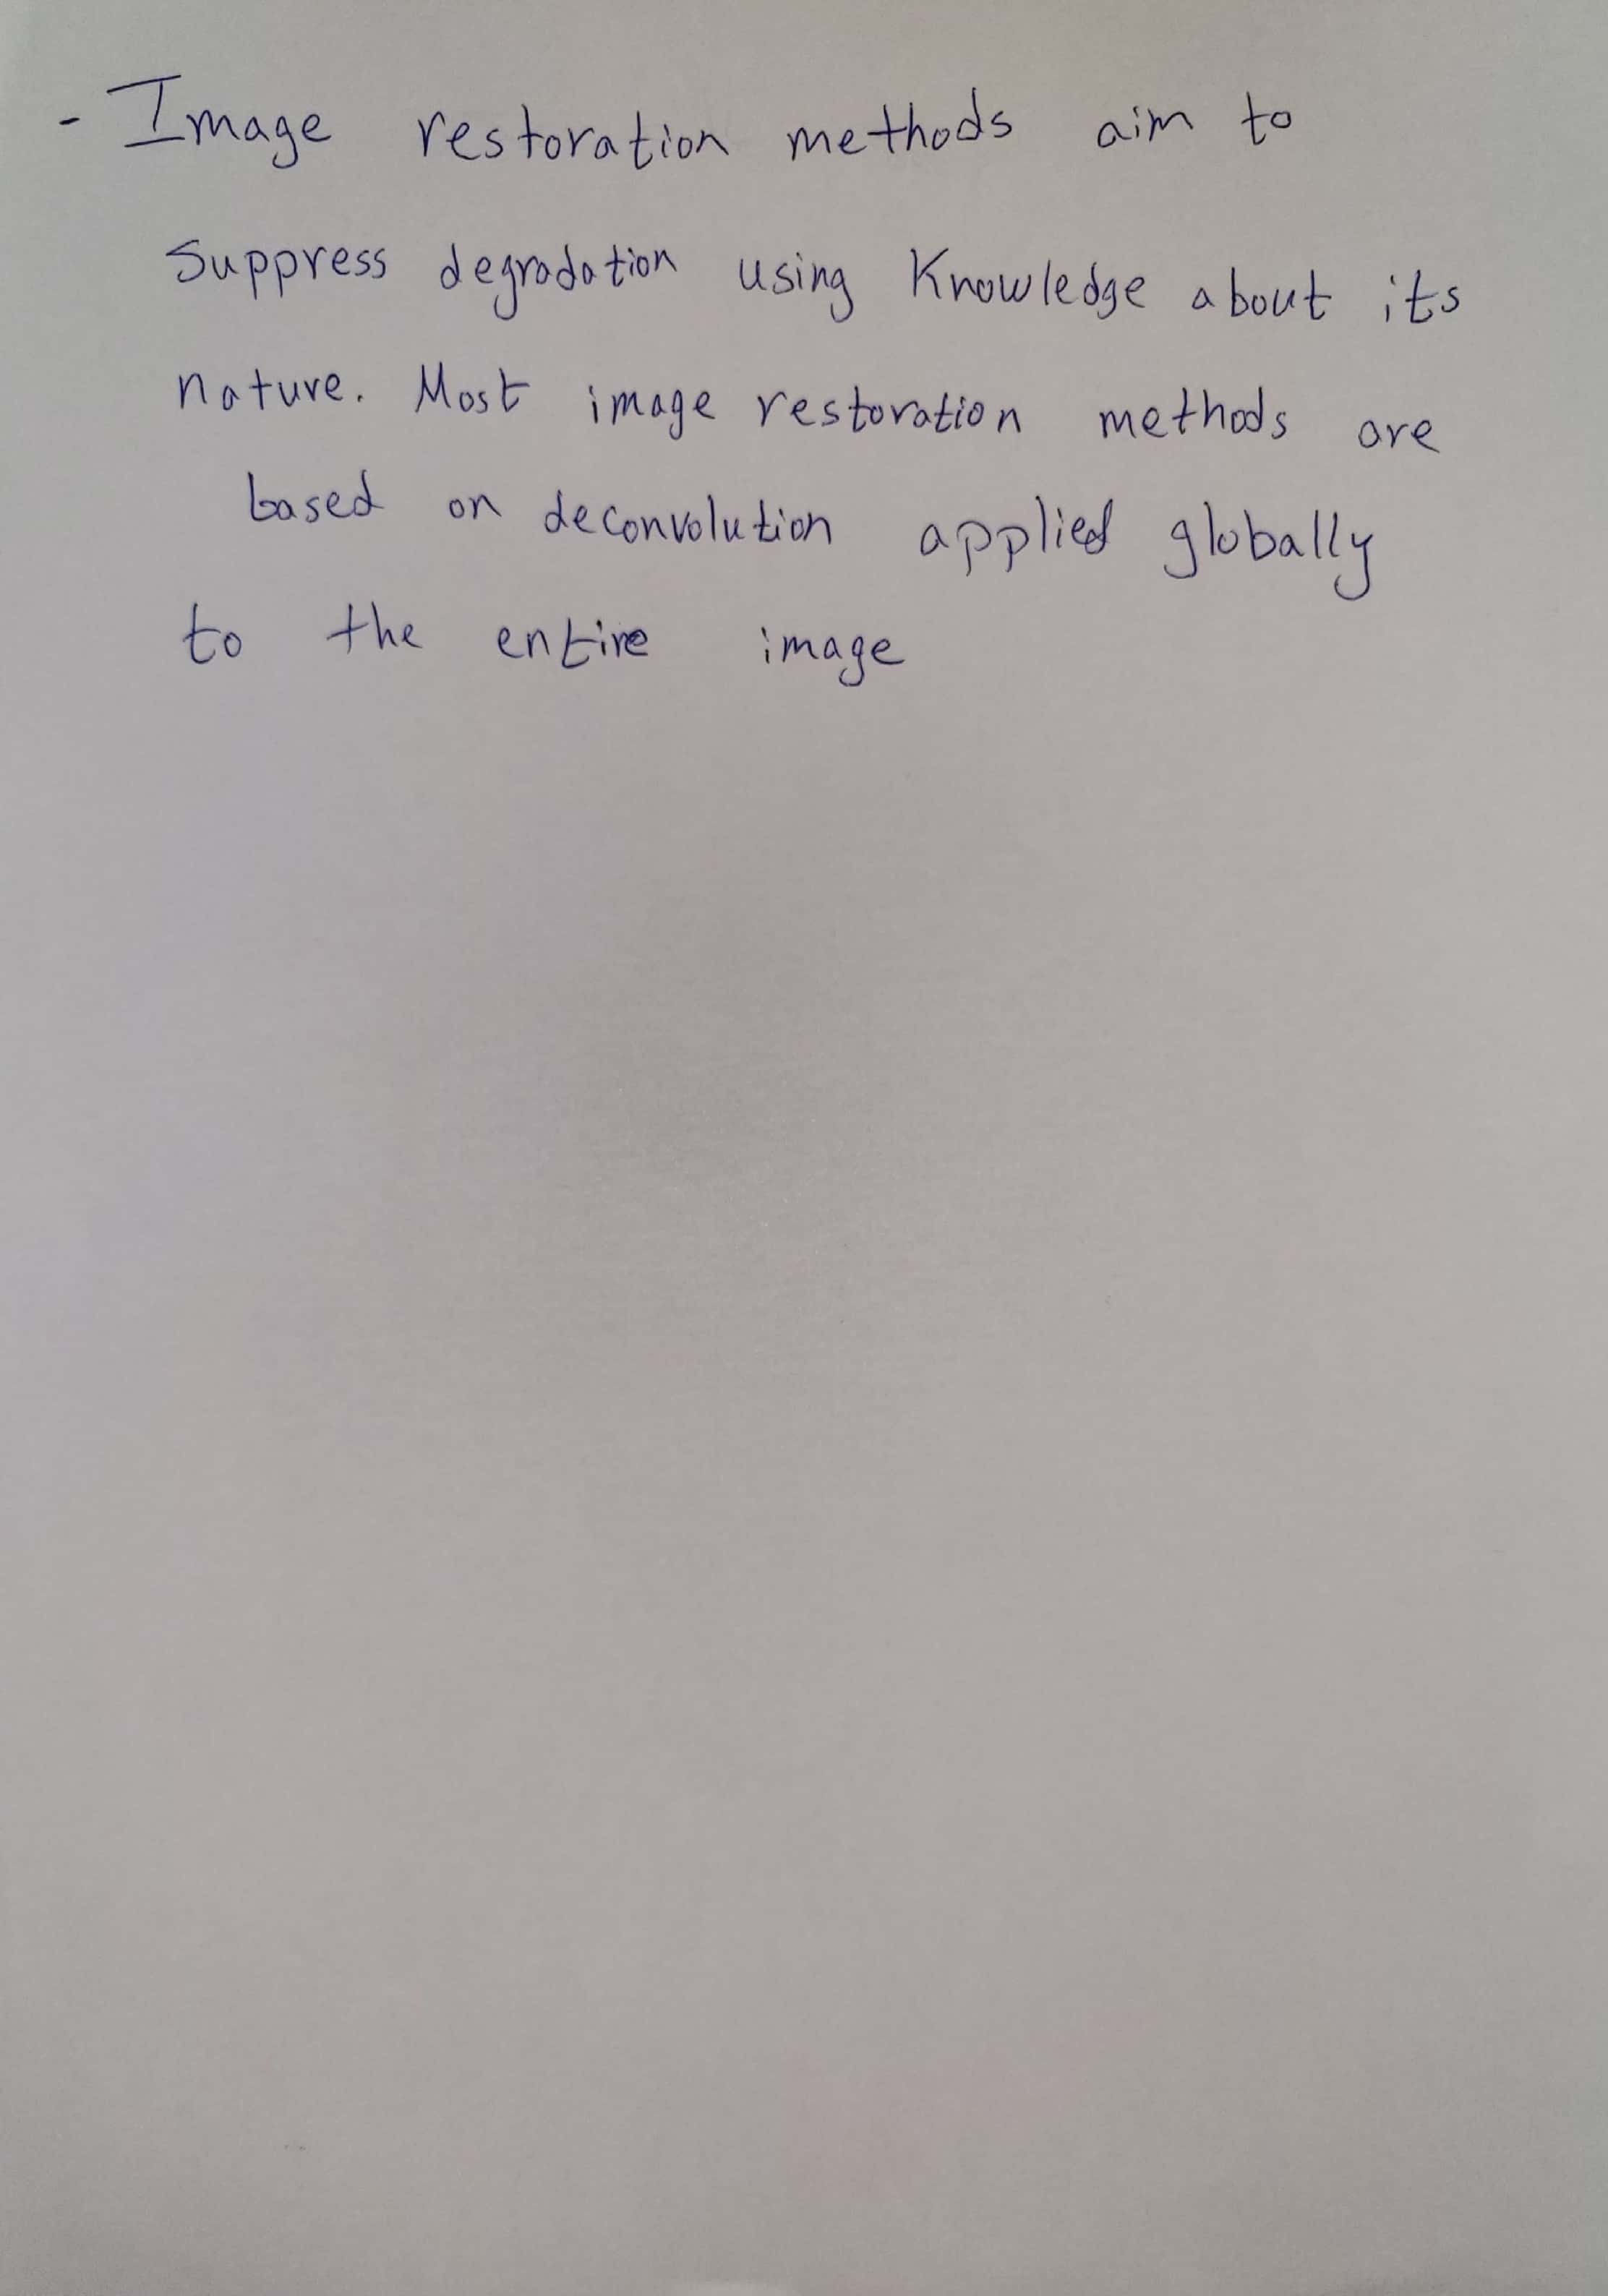 - Image restoration methods aim to
suppress degradation using Knowledge about its
nature. Most image restoration methods are
based on deconvolution applied globally
to the entire image